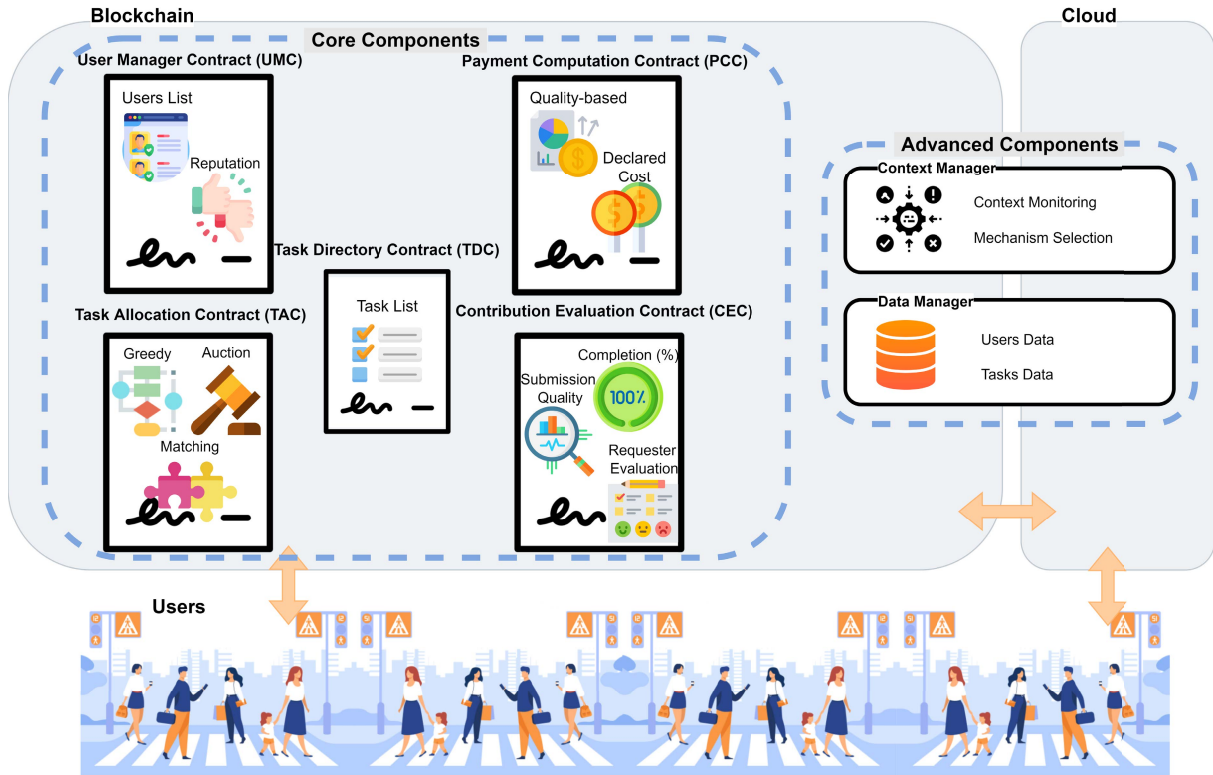 Blockchain
Cloud
Core Components
User Manager Contract (UMC)
Users List
Reputation
Payment Computation Contract (PCC)
Quality-based
Declared
Cost
Task Directory Contract (TDC)
Task List
Task Allocation Contract (TAC)
Greedy
Auction
Matching
Contribution Evaluation Contract (CEC)
Completion (%)
100%
Submission
Quality
Requester
Evaluation
Advanced Components
Context Manager
Context Monitoring
Mechanism Selection
Data Manager
Users Data
Tasks Data
Users